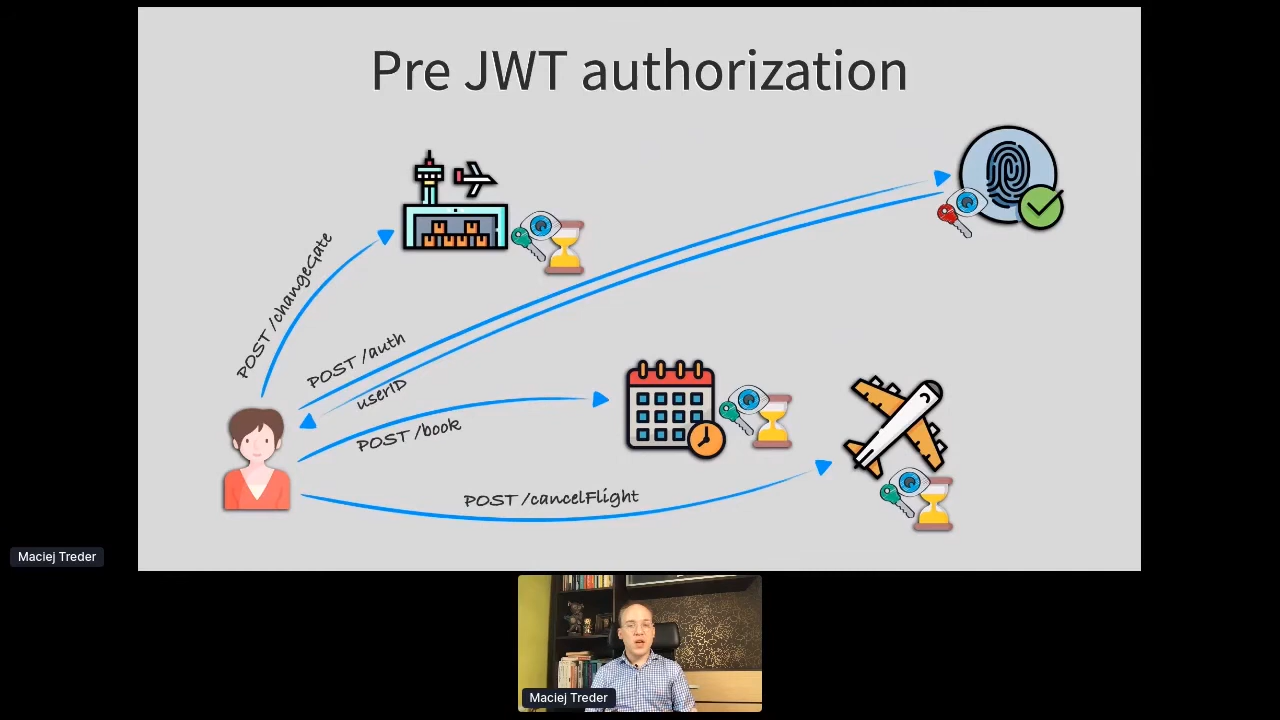 Pre JWT authorization
POST /changeGate
POST /auth
userID
POST /book
POST /cancelFlight
Maciej Treder
Maciej Treder